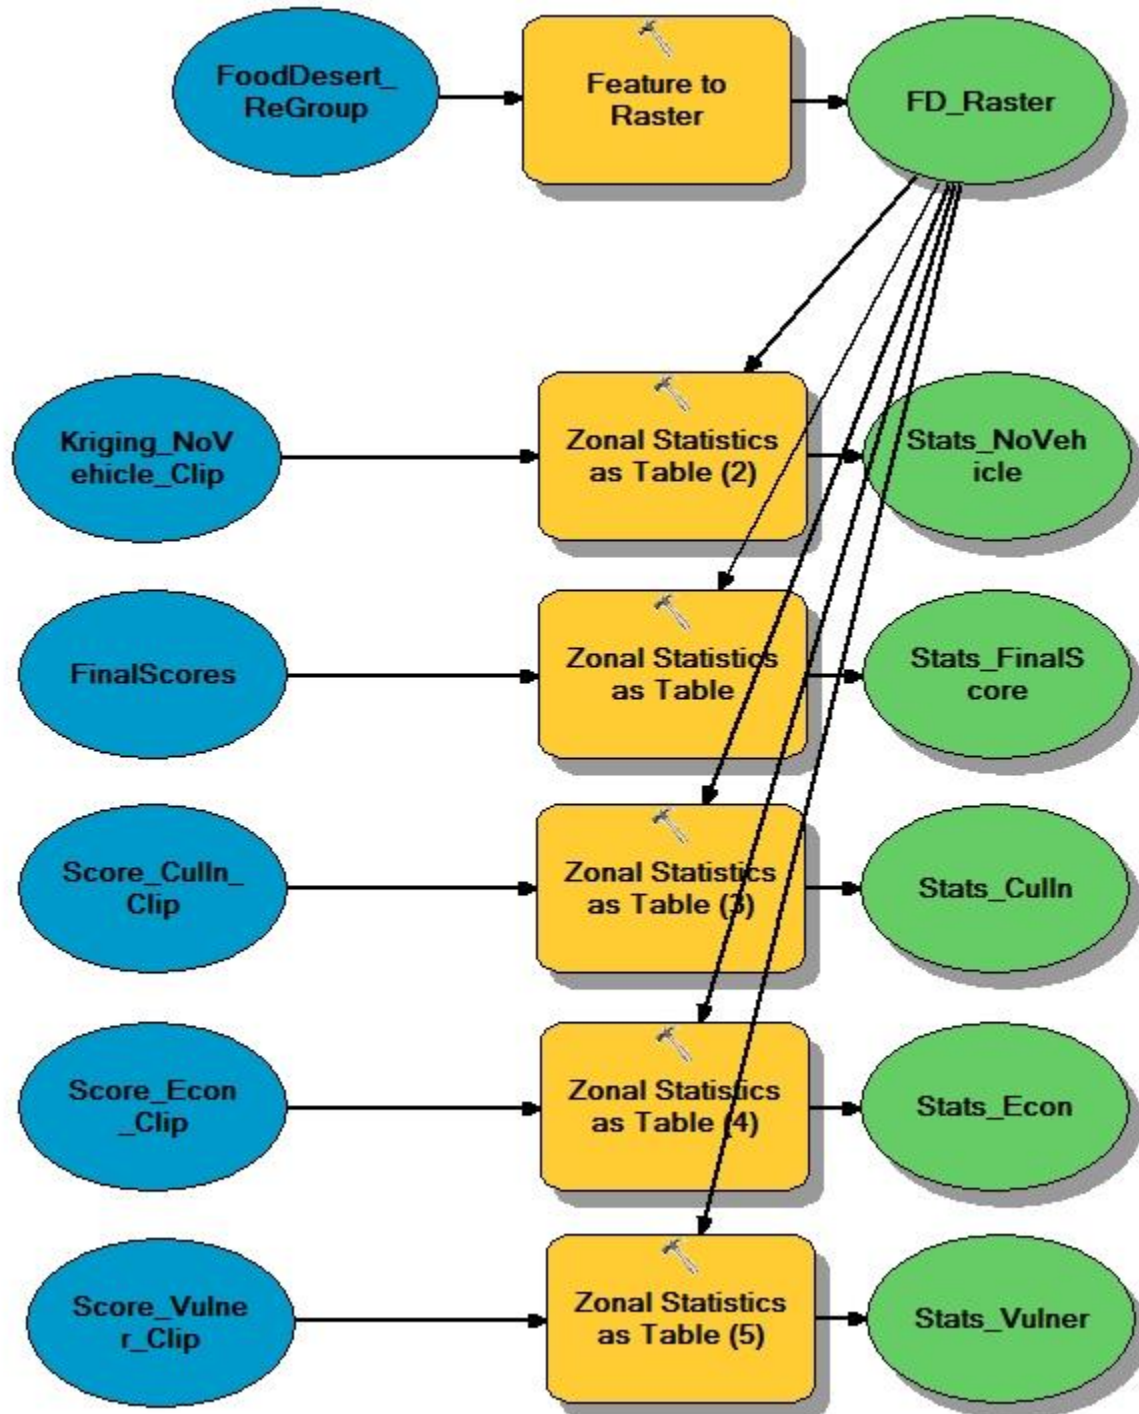 FoodDesert_
ReGroup
Feature to
Raster
FD_Raster
Kriging_NoV
ehicle_Clip
Zonal Statistics
as Table (2)
Stats_NoVeh
icle
FinalScores
Zonal Statistics
as Table
Stats_FinalS
core
Score_CulIn_
Clip
Zonal Statistics
as Table (3)
Stats_CulIn
Score_Econ
_Clip
Zonal Statistics
as Table (4)
Stats_Econ
Score_Vulne
r_Clip
Zonal Statistics
as Table (5)
Stats_Vulner